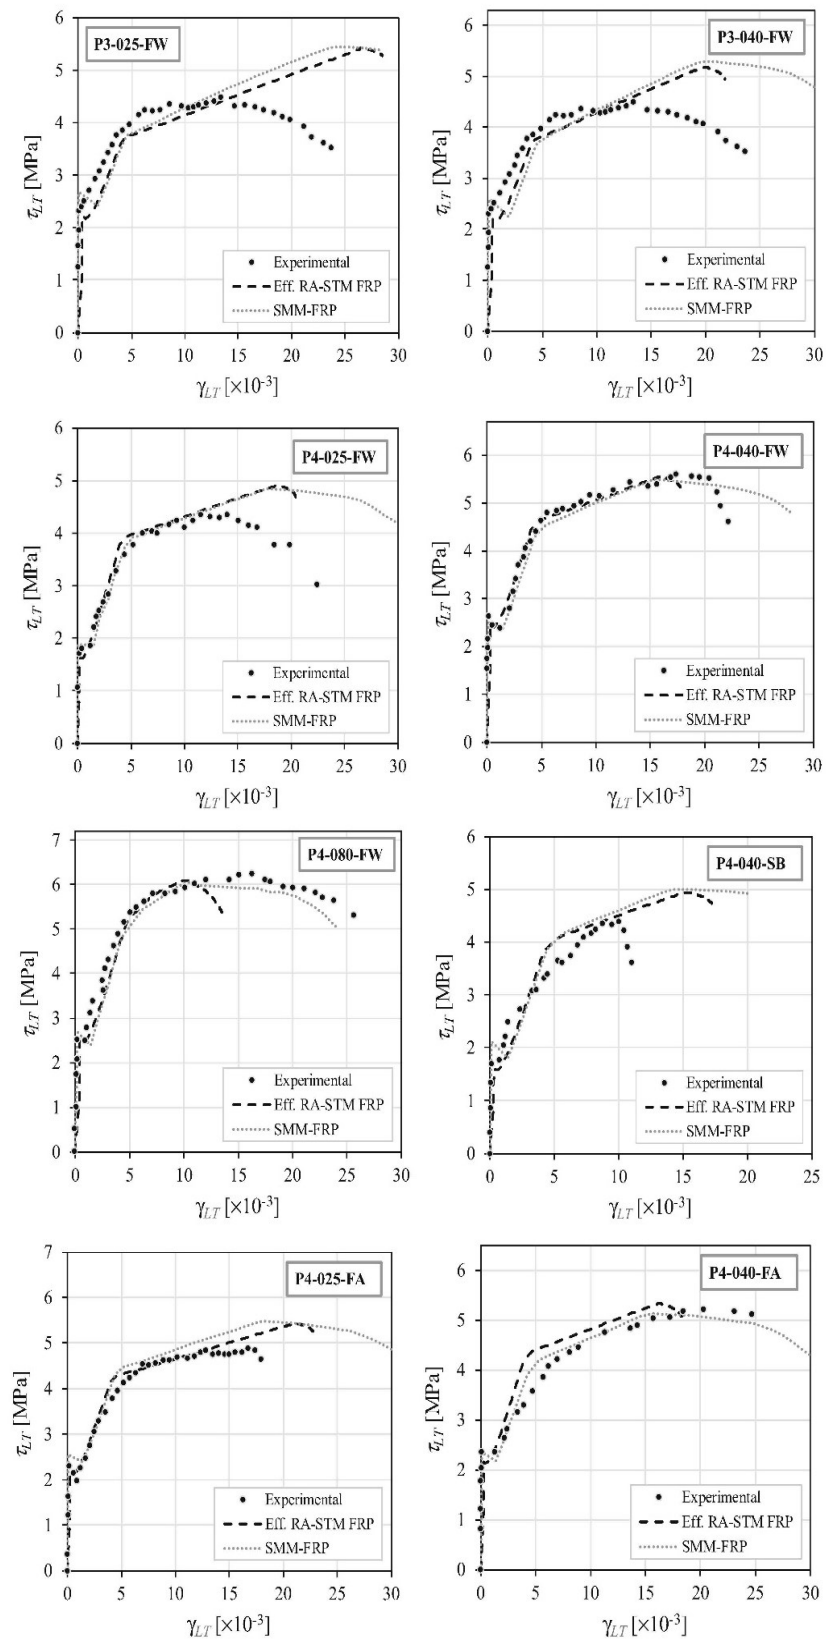 P3-025-FW
6
5
4
3
2
1
0
τLT [MPa]
Experimental
Eff. RA-STM FRP
SMM-FRP
0 5 10 15 20 25 30
γLT [×10-3]
P3-040-FW
6
5
4
3
2
1
0
τLT [MPa]
Experimental
Eff. RA-STM FRP
SMM-FRP
0 5 10 15 20 25 30
γLT [×10-3]
P4-025-FW
6
5
4
3
2
1
0
τLT [MPa]
Experimental
Eff. RA-STM FRP
SMM-FRP
0 5 10 15 20 25 30
γLT [×10-3]
P4-040-FW
6
5
4
3
2
1
0
τLT [MPa]
Experimental
Eff. RA-STM FRP
SMM-FRP
0 5 10 15 20 25 30
γLT [×10-3]
P4-080-FW
7
6
5
4
3
2
1
0
τLT [MPa]
Experimental
Eff. RA-STM FRP
SMM-FRP
0 5 10 15 20 25 30
γLT [×10-3]
P4-040-SB
6
5
4
3
2
1
0
τLT [MPa]
Experimental
Eff. RA-STM FRP
SMM-FRP
0 5 10 15 20 25
γLT [×10-3]
P4-025-FA
7
6
5
4
3
2
1
0
τLT [MPa]
Experimental
Eff. RA-STM FRP
SMM-FRP
0 5 10 15 20 25 30
γLT [×10-3]
P4-040-FA
6
5
4
3
2
1
0
τLT [MPa]
Experimental
Eff. RA-STM FRP
SMM-FRP
0 5 10 15 20 25 30
γLT [×10-3]